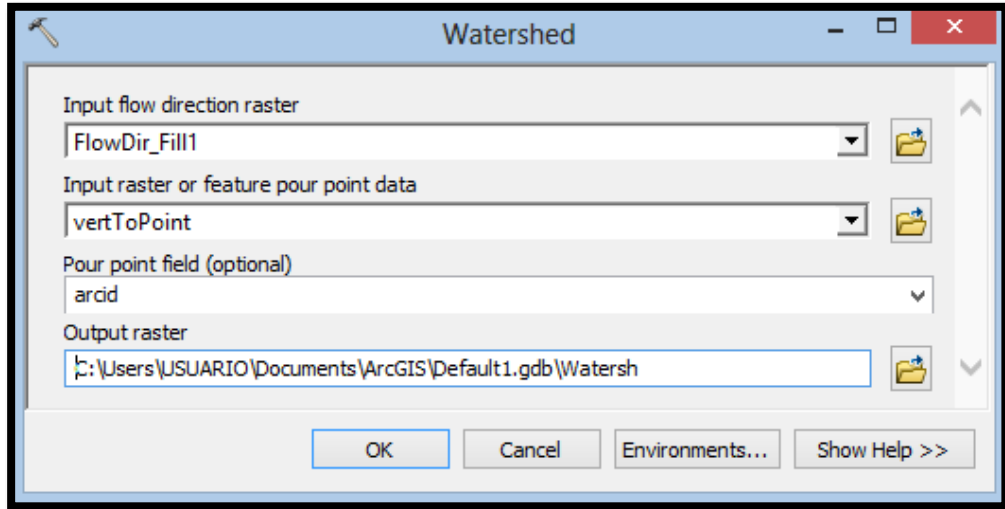 Watershed
Input flow direction raster
FlowDir_Fill1
Input raster or feature pour point data
vertToPoint
Pour point field (optional)
arcid
Output raster
C:\Users\USUARIO\Documents\ArcGIS\Default1.gdb\Watersh
OK Cancel Environments... Show Help >>